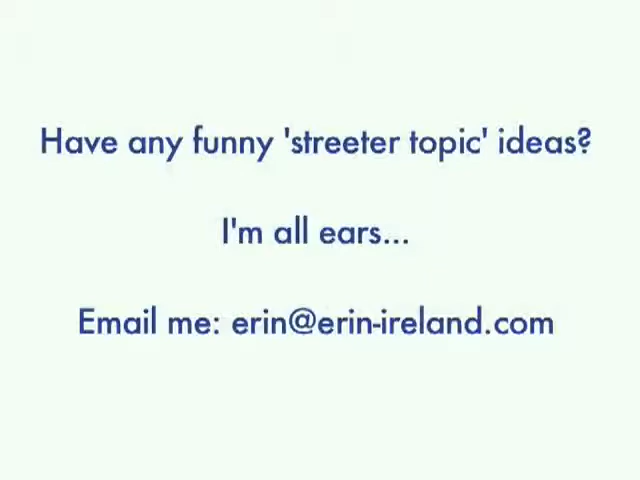 Have any funny 'streeter topic' ideas?
I'm all ears...
Email me: erin@erin-ireland.com